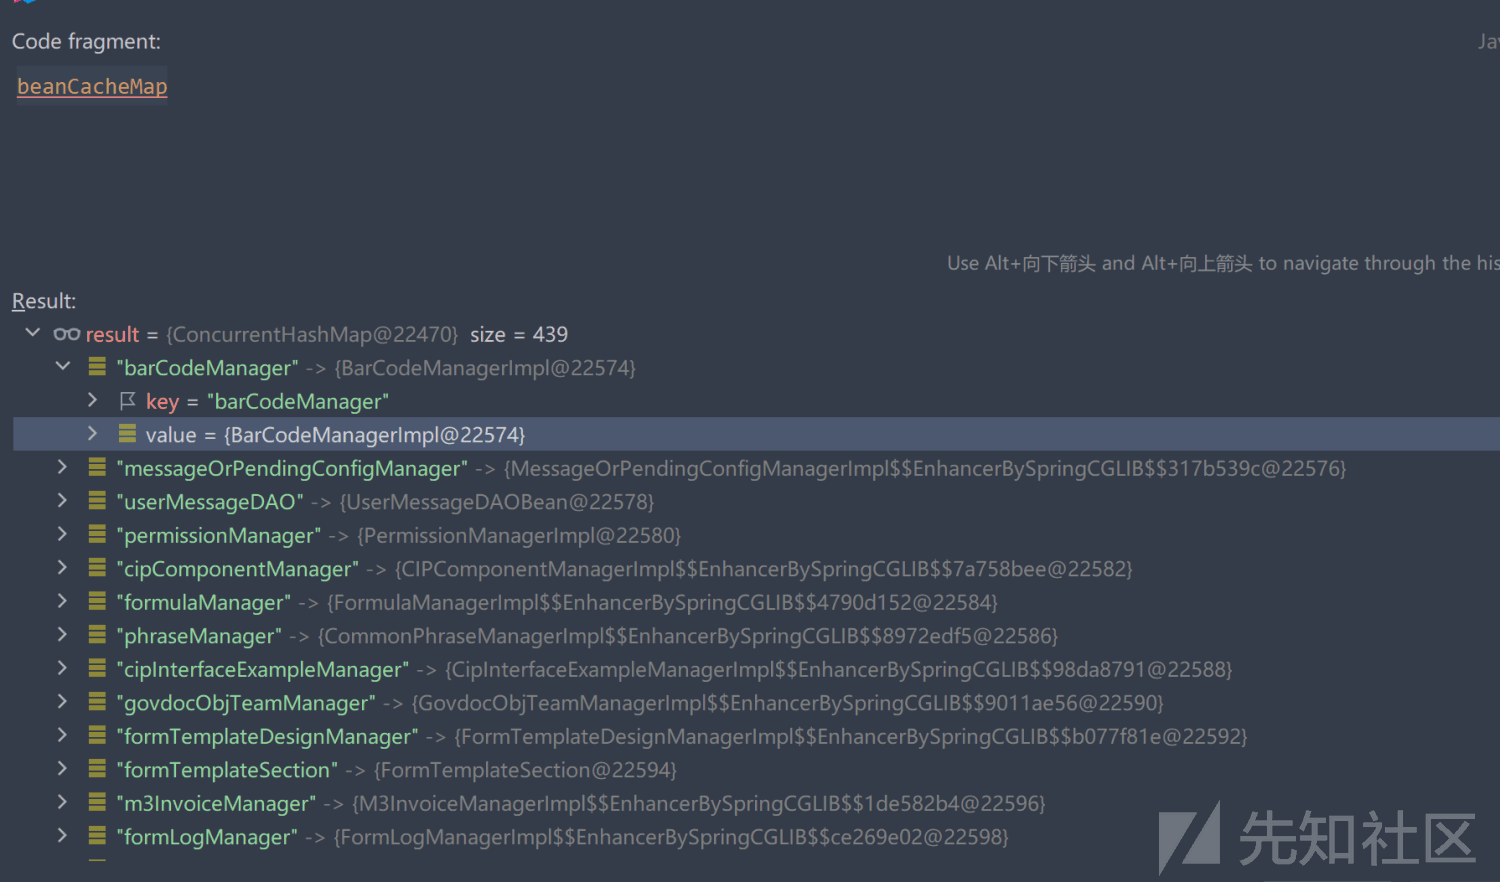 Code fragment:
Jav
beanCacheMap
Use Alt+向下箭头 and Alt+向上箭头 to navigate through the his
Result:
result = {ConcurrentHashMap@22470} size = 439
"barCodeManager" -> {BarCodeManagerImpl@22574}
key = "barCodeManager"
value = {BarCodeManagerImpl@22574}
"messageOrPendingConfigManager" -> {MessageOrPendingConfigManagerImpl$$EnhancerBySpringCGLIB$$317b539c@22576}
"userMessageDAO" -> {UserMessageDAOBean@22578}
"permissionManager" -> {PermissionManagerImpl@22580}
"cipComponentManager" -> {CIPComponentManagerImpl$$EnhancerBySpringCGLIB$$7a758bee@22582}
"formulaManager" -> {FormulaManagerImpl$$EnhancerBySpringCGLIB$$4790d152@22584}
"phraseManager" -> {CommonPhraseManagerImpl$$EnhancerBySpringCGLIB$$8972edf5@22586}
"cipInterfaceExampleManager" -> {CipInterfaceExampleManagerImpl$$EnhancerBySpringCGLIB$$98da8791@22588}
"govdocObjTeamManager" -> {GovdocObjTeamManagerImpl$$EnhancerBySpringCGLIB$$9011ae56@22590}
"formTemplateDesignManager" -> {FormTemplateDesignManagerImpl$$EnhancerBySpringCGLIB$$b077f81e@22592}
"formTemplateSection" -> {FormTemplateSection@22594}
"m3InvoiceManager" -> {M3InvoiceManagerImpl$$EnhancerBySpringCGLIB$$1de582b4@22596}
"formLogManager" -> {FormLogManagerImpl$$EnhancerBySpringCGLIB$$ce269e02@22598}
先知社区